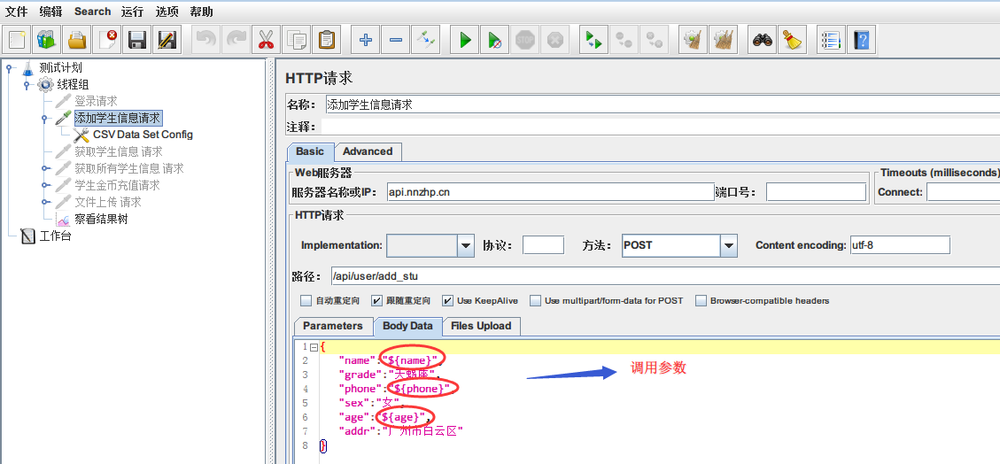 文件 编辑 Search 运行 选项 帮助
测试计划
线程组
登录请求
添加学生信息请求
CSV Data Set Config
获取学生信息 请求
获取所有学生信息 请求
学生金币充值请求
文件上传 请求
察看结果树
工作台
HTTP请求
名称: 添加学生信息请求
注释:
Basic Advanced
Web服务器 Timeouts (milliseconds)
服务器名称或IP: api.nnzhp.cn 端口号: Connect:
HTTP请求
Implementation: 协议: 方法: POST Content encoding: utf-8
路径: /api/user/add_stu
自动重定向 跟随重定向 Use KeepAlive Use multipart/form-data for POST Browser-compatible headers
Parameters Body Data Files Upload
1 {
2 "name":"${name}",
3 "grade":"天蝎座",
4 "phone":"${phone}",
5 "sex":"女",
6 "age":"${age}",
7 "addr":"广州市白云区"
8 }
调用参数